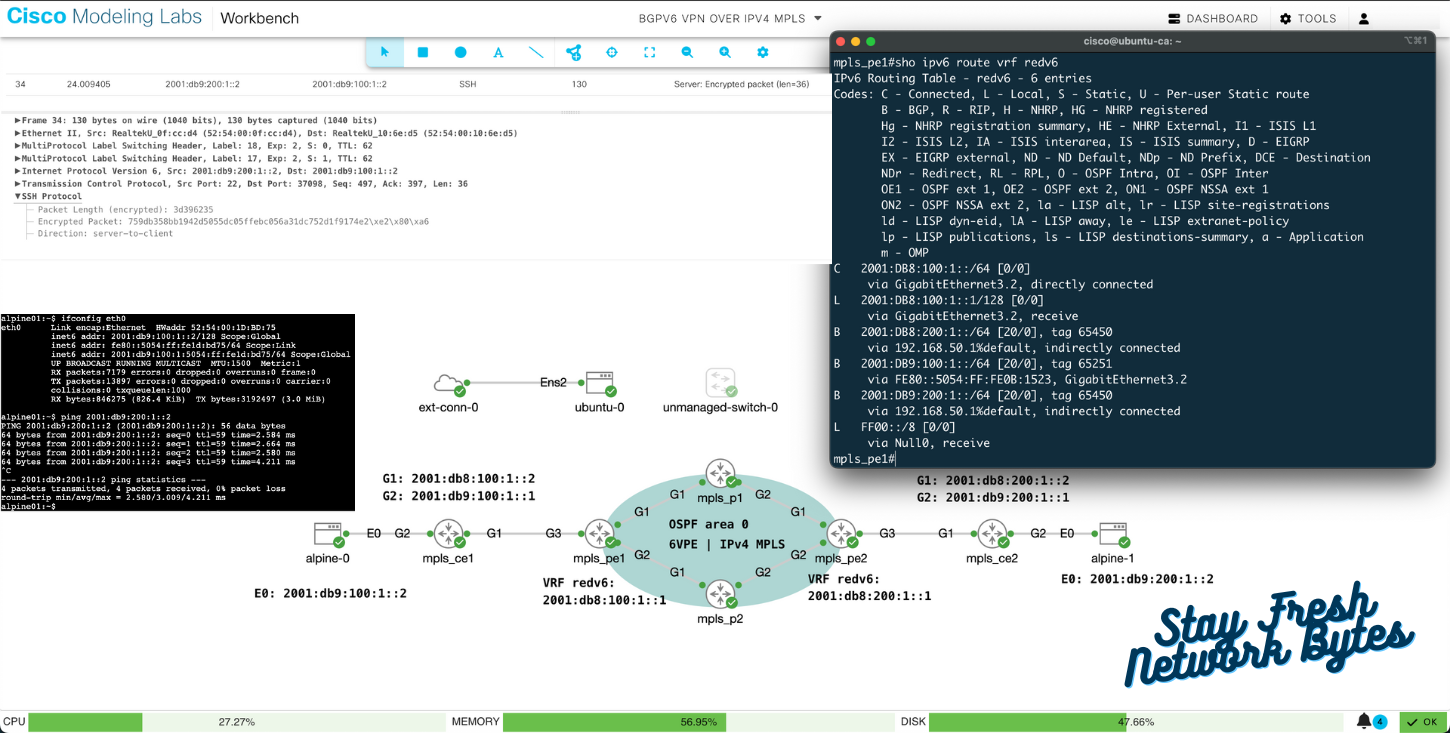 Cisco Modeling Labs Workbench
BGPV6 VPN OVER IPV4 MPLS
DASHBOARD TOOLS
A
34 24.009405 2001:db9:200:1::2 2001:db9:100:1::2 SSH 130 Server: Encrypted packet (len=36)
Frame 34: 130 bytes on wire (1040 bits), 130 bytes captured (1040 bits)
Ethernet II, Src: RealtekU_0f:cc:d4 (52:54:00:0f:cc:d4), Dst: RealtekU_10:6e:d5 (52:54:00:10:6e:d5)
MultiProtocol Label Switching Header, Label: 18, Exp: 2, S: 0, TTL: 62
MultiProtocol Label Switching Header, Label: 17, Exp: 2, S: 1, TTL: 62
Internet Protocol Version 6, Src: 2001:db9:200:1::2, Dst: 2001:db9:100:1::2
Transmission Control Protocol, Src Port: 22, Dst Port: 37098, Seq: 497, Ack: 397, Len: 36
SSH Protocol
Packet Length (encrypted): 3d396235
Encrypted Packet: 759db358bb1942d5055dc05ffebc056a31dc752d1f9174e2\xe2\x80\xa6
Direction: server-to-client
cisco@ubuntu-ca: ~
⌥⌘1
mpls_pe1#sho ipv6 route vrf redv6
IPv6 Routing Table - redv6 - 6 entries
Codes: C - Connected, L - Local, S - Static, U - Per-user Static route
B - BGP, R - RIP, H - NHRP, HG - NHRP registered
Hg - NHRP registration summary, HE - NHRP External, I1 - ISIS L1
I2 - ISIS L2, IA - ISIS interarea, IS - ISIS summary, D - EIGRP
EX - EIGRP external, ND - ND Default, NDp - ND Prefix, DCE - Destination
NDr - Redirect, RL - RPL, O - OSPF Intra, OI - OSPF Inter
OE1 - OSPF ext 1, OE2 - OSPF ext 2, ON1 - OSPF NSSA ext 1
ON2 - OSPF NSSA ext 2, la - LISP alt, lr - LISP site-registrations
ld - LISP dyn-eid, lA - LISP away, le - LISP extranet-policy
lp - LISP publications, ls - LISP destinations-summary, a - Application
m - OMP
C 2001:DB8:100:1::/64 [0/0]
via GigabitEthernet3.2, directly connected
L 2001:DB8:100:1::1/128 [0/0]
via GigabitEthernet3.2, receive
B 2001:DB8:200:1::/64 [20/0], tag 65450
via 192.168.50.1%default, indirectly connected
B 2001:DB9:100:1::/64 [20/0], tag 65251
via FE80::5054:FF:FE0B:1523, GigabitEthernet3.2
B 2001:DB9:200:1::/64 [20/0], tag 65450
via 192.168.50.1%default, indirectly connected
L FF00::/8 [0/0]
via Null0, receive
mpls_pe1#
alpine01:~$ ifconfig eth0
eth0 Link encap:Ethernet HWaddr 52:54:00:1D:BD:75
inet6 addr: 2001:db9:100:1::2/128 Scope:Global
inet6 addr: fe80::5054:ff:fe1d:bd75/64 Scope:Link
inet6 addr: 2001:db9:100:1:5054:ff:fe1d:bd75/64 Scope:Global
UP BROADCAST RUNNING MULTICAST MTU:1500 Metric:1
RX packets:7179 errors:0 dropped:0 overruns:0 frame:0
TX packets:13897 errors:0 dropped:0 overruns:0 carrier:0
collisions:0 txqueuelen:1000
RX bytes:846275 (826.4 KiB) TX bytes:3192497 (3.0 MiB)
alpine01:~$ ping 2001:db9:200:1::2
PING 2001:db9:200:1::2 (2001:db9:200:1::2): 56 data bytes
64 bytes from 2001:db9:200:1::2: seq=0 ttl=59 time=2.584 ms
64 bytes from 2001:db9:200:1::2: seq=1 ttl=59 time=2.664 ms
64 bytes from 2001:db9:200:1::2: seq=2 ttl=59 time=2.580 ms
64 bytes from 2001:db9:200:1::2: seq=3 ttl=59 time=4.211 ms
^C
--- 2001:db9:200:1::2 ping statistics ---
4 packets transmitted, 4 packets received, 0% packet loss
round-trip min/avg/max = 2.580/3.009/4.211 ms
alpine01:~$
Ens2
ext-conn-0 ubuntu-0 unmanaged-switch-0
G1: 2001:db8:100:1::2
G2: 2001:db9:100:1::1
G1: 2001:db8:200:1::2
G2: 2001:db9:200:1::1
G1 mpls_p1 G2
G1 G1
OSPF area 0
6VPE | IPv4 MPLS
E0 G2 G1 G3 G3 G1 G2 E0
alpine-0 mpls_ce1 mpls_pe1 G2 G2 mpls_pe2 mpls_ce2 alpine-1
G1 G2
mpls_p2
E0: 2001:db9:100:1::2
VRF redv6:
2001:db8:100:1::1
VRF redv6:
2001:db8:200:1::1
E0: 2001:db9:200:1::2
Stay Fresh
Network Bytes
CPU 27.27% MEMORY 56.95% DISK 47.66% 4 OK